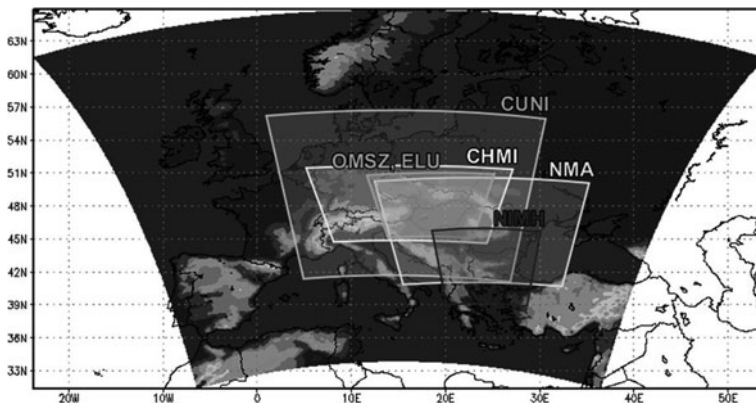 63N
60N
57N
CUNI
54N
OMSZ, ELU
CHMI
NMA
51N
48N
NIMH
45N
42N
39N
36N
33N
20W 10W 0 10E 20E 30E 40E 50E